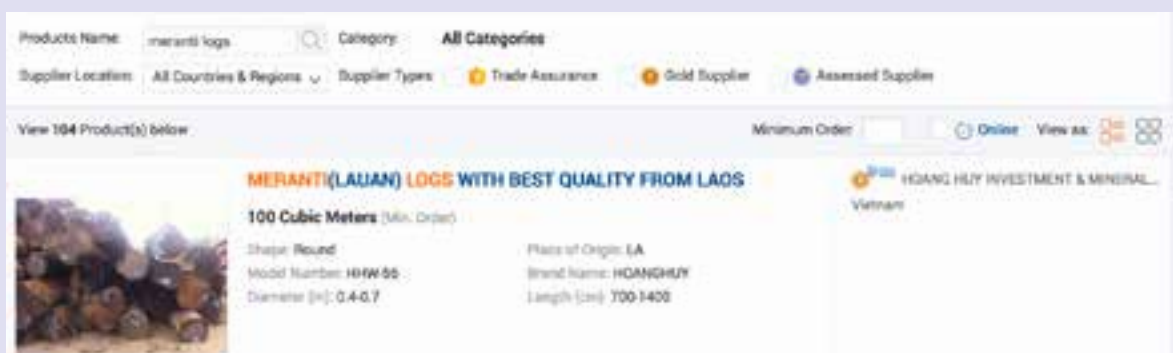 Products Name: meranti logs Category: All Categories
Supplier Location: All Countries & Regions Supplier Types: Trade Assurance Gold Supplier Assessed Supplier
View 104 Product(s) below Minimum Order: Online View as:
MERANTI(LAUAN) LOGS WITH BEST QUALITY FROM LAOS
100 Cubic Meters (Min. Order)
Shape: Round Place of Origin: LA
Model Number: HHW-56 Brand Name: HOANGHUY
Diameter (m): 0.4-0.7 Length (cm): 700-1400
HOANG HUY INVESTMENT & MINERAL...
Vietnam